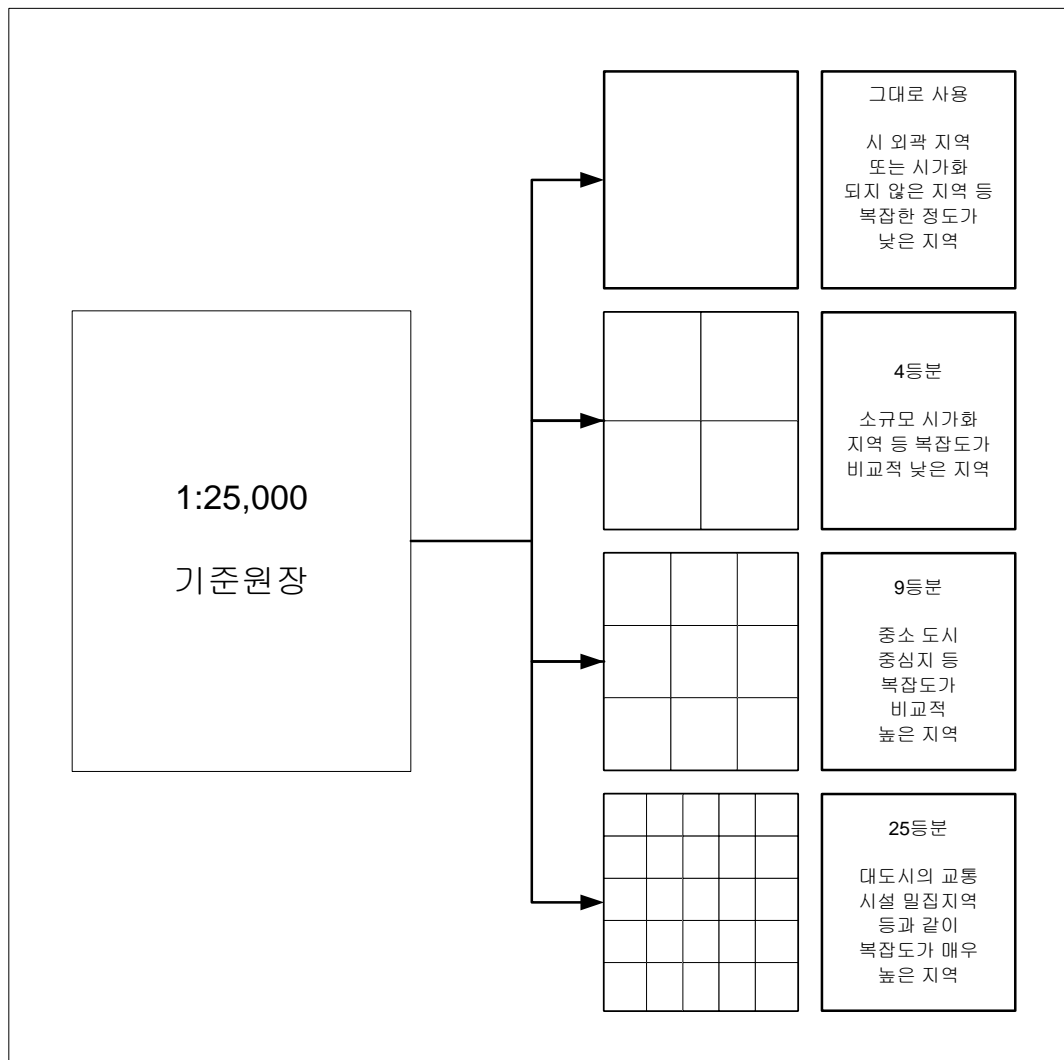 1:25,000
기준원장
그대로 사용
시 외곽 지역
또는 시가화
되지 않은 지역 등
복잡한 정도가
낮은 지역
4등분
소규모 시가화
지역 등 복잡도가
비교적 낮은 지역
9등분
중소 도시
중심지 등
복잡도가
비교적
높은 지역
25등분
대도시의 교통
시설 밀집지역
등과 같이
복잡도가 매우
높은 지역